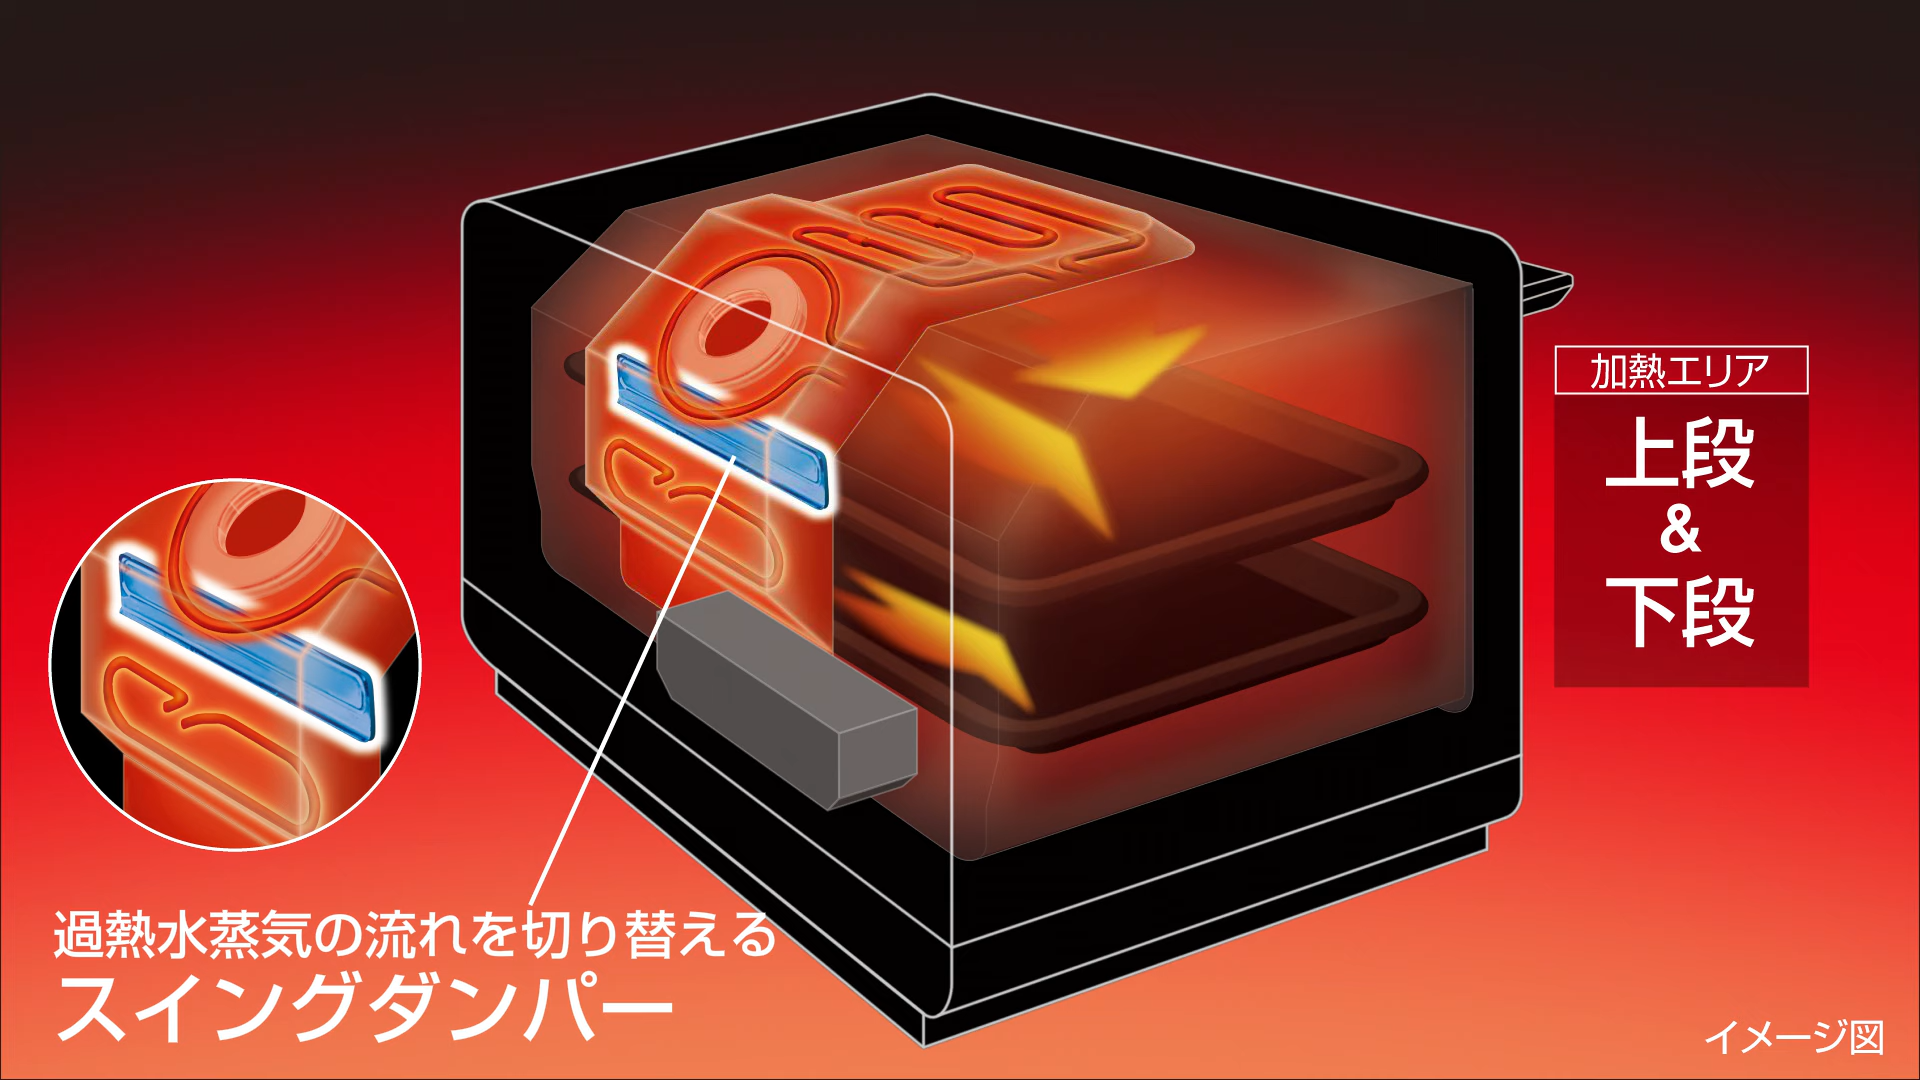 加熱エリア
上段
&
下段
過熱水蒸気の流れを切り替える
スイングダンパー
イメージ図